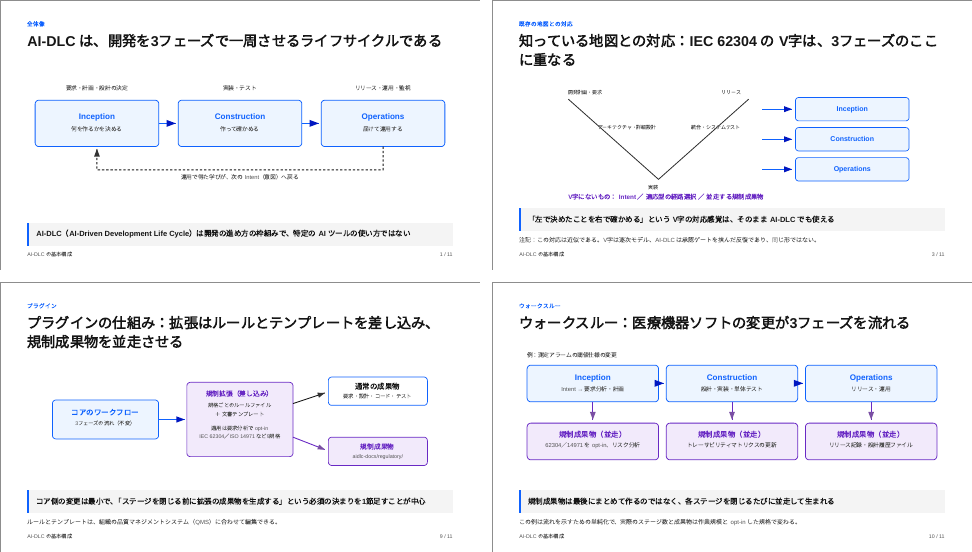 全体像
AI-DLC は、開発を3フェーズで一周させるライフサイクルである
要求・計画・設計の決定
実装・テスト
リリース・運用・監視
Inception
何を作るかを決める
Construction
作って確かめる
Operations
届けて運用する
運用で得た学びが、次の Intent（意図）へ戻る
AI-DLC（AI-Driven Development Life Cycle）は開発の進め方の枠組みで、特定の AI ツールの使い方ではない
AI-DLC の基本構成
1 / 11
既存の地図との対応
知っている地図との対応：IEC 62304 の V字は、3フェーズのここ
に重なる
開発計画・要求
リリース
アーキテクチャ・詳細設計
統合・システムテスト
実装
Inception
Construction
Operations
V字にないもの： Intent ／ 適応型の経路選択 ／ 並走する規制成果物
「左で決めたことを右で確かめる」という V字の対応感覚は、そのまま AI-DLC でも使える
注記：この対応は近似である。V字は逐次モデル、AI-DLC は承認ゲートを挟んだ反復であり、同じ形ではない。
AI-DLC の基本構成
3 / 11
プラグイン
プラグインの仕組み：拡張はルールとテンプレートを差し込み、
規制成果物を並走させる
コアのワークフロー
3フェーズの流れ（不変）
規制拡張（差し込み）
規格ごとのルールファイル
+ 文書テンプレート
適用は要求分析で opt-in
IEC 62304／ISO 14971 など8規格
通常の成果物
要求・設計・コード・テスト
規制成果物
aidlc-docs/regulatory/
コア側の変更は最小で、「ステージを閉じる前に拡張の成果物を生成する」という必須の決まりを1節足すことが中心
ルールとテンプレートは、組織の品質マネジメントシステム（QMS）に合わせて編集できる。
AI-DLC の基本構成
9 / 11
ウォークスルー
ウォークスルー：医療機器ソフトの変更が3フェーズを流れる
例：測定アラームの閾値仕様の変更
Inception
Intent → 要求分析・計画
Construction
設計・実装・単体テスト
Operations
リリース・運用
規制成果物（並走）
62304／14971 を opt-in、リスク分析
規制成果物（並走）
トレーサビリティマトリクスの更新
規制成果物（並走）
リリース記録・設計履歴ファイル
規制成果物は最後にまとめて作るのではなく、各ステージを閉じるたびに並走して生まれる
この例は流れを示すための単純化で、実際のステージ数と成果物は作業規模と opt-in した規格で変わる。
AI-DLC の基本構成
10 / 11